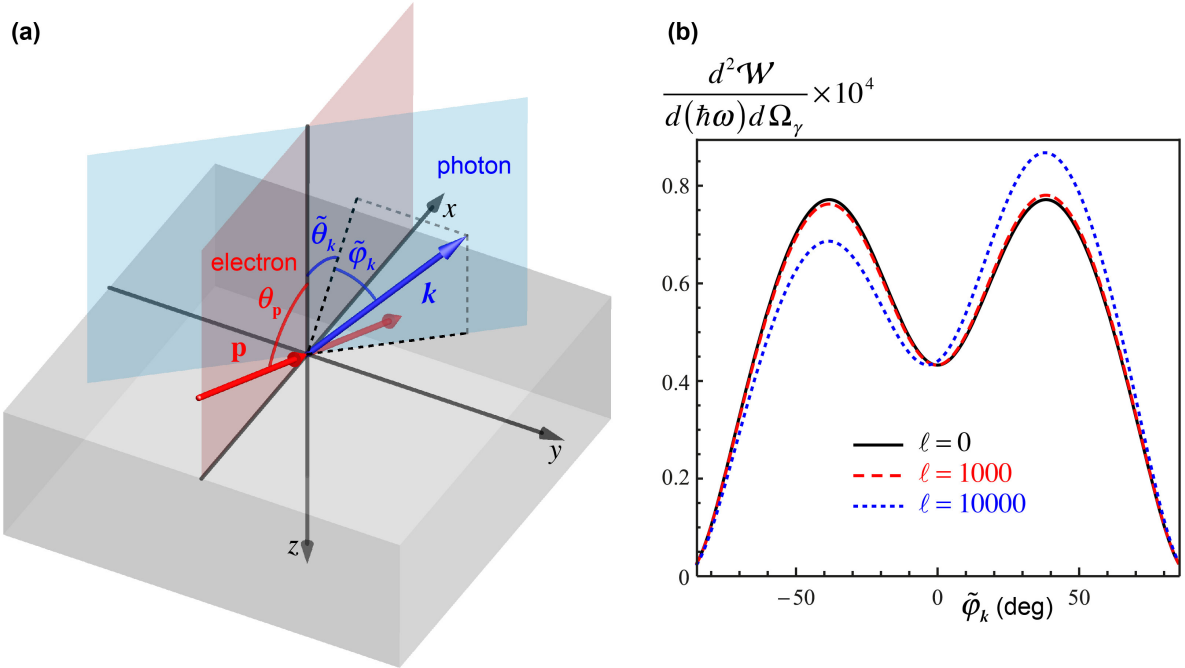 (a)
photon
x
θ̃ₖ
φ̃ₖ
electron
θₚ
k
p
y
z
(b)
d²𝒲
d(ħω)dΩᵧ
×10⁴
0.8
0.6
0.4
0.2
0
ℓ = 0
ℓ = 1000
ℓ = 10000
−50
0
50
φ̃ₖ (deg)